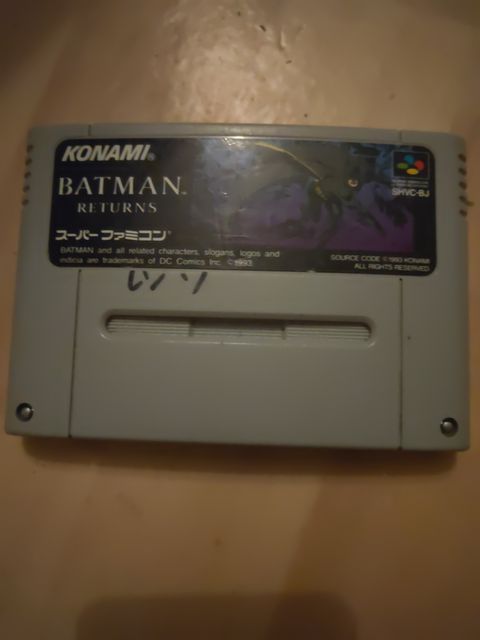 KONAMI®
BATMAN™
RETURNS
スーパーファミコン®
BATMAN and all related characters, slogans, logos and
indicia are trademarks of DC Comics Inc. ©1993
SHVC-BJ
SOURCE CODE ©1993 KONAMI
ALL RIGHTS RESERVED